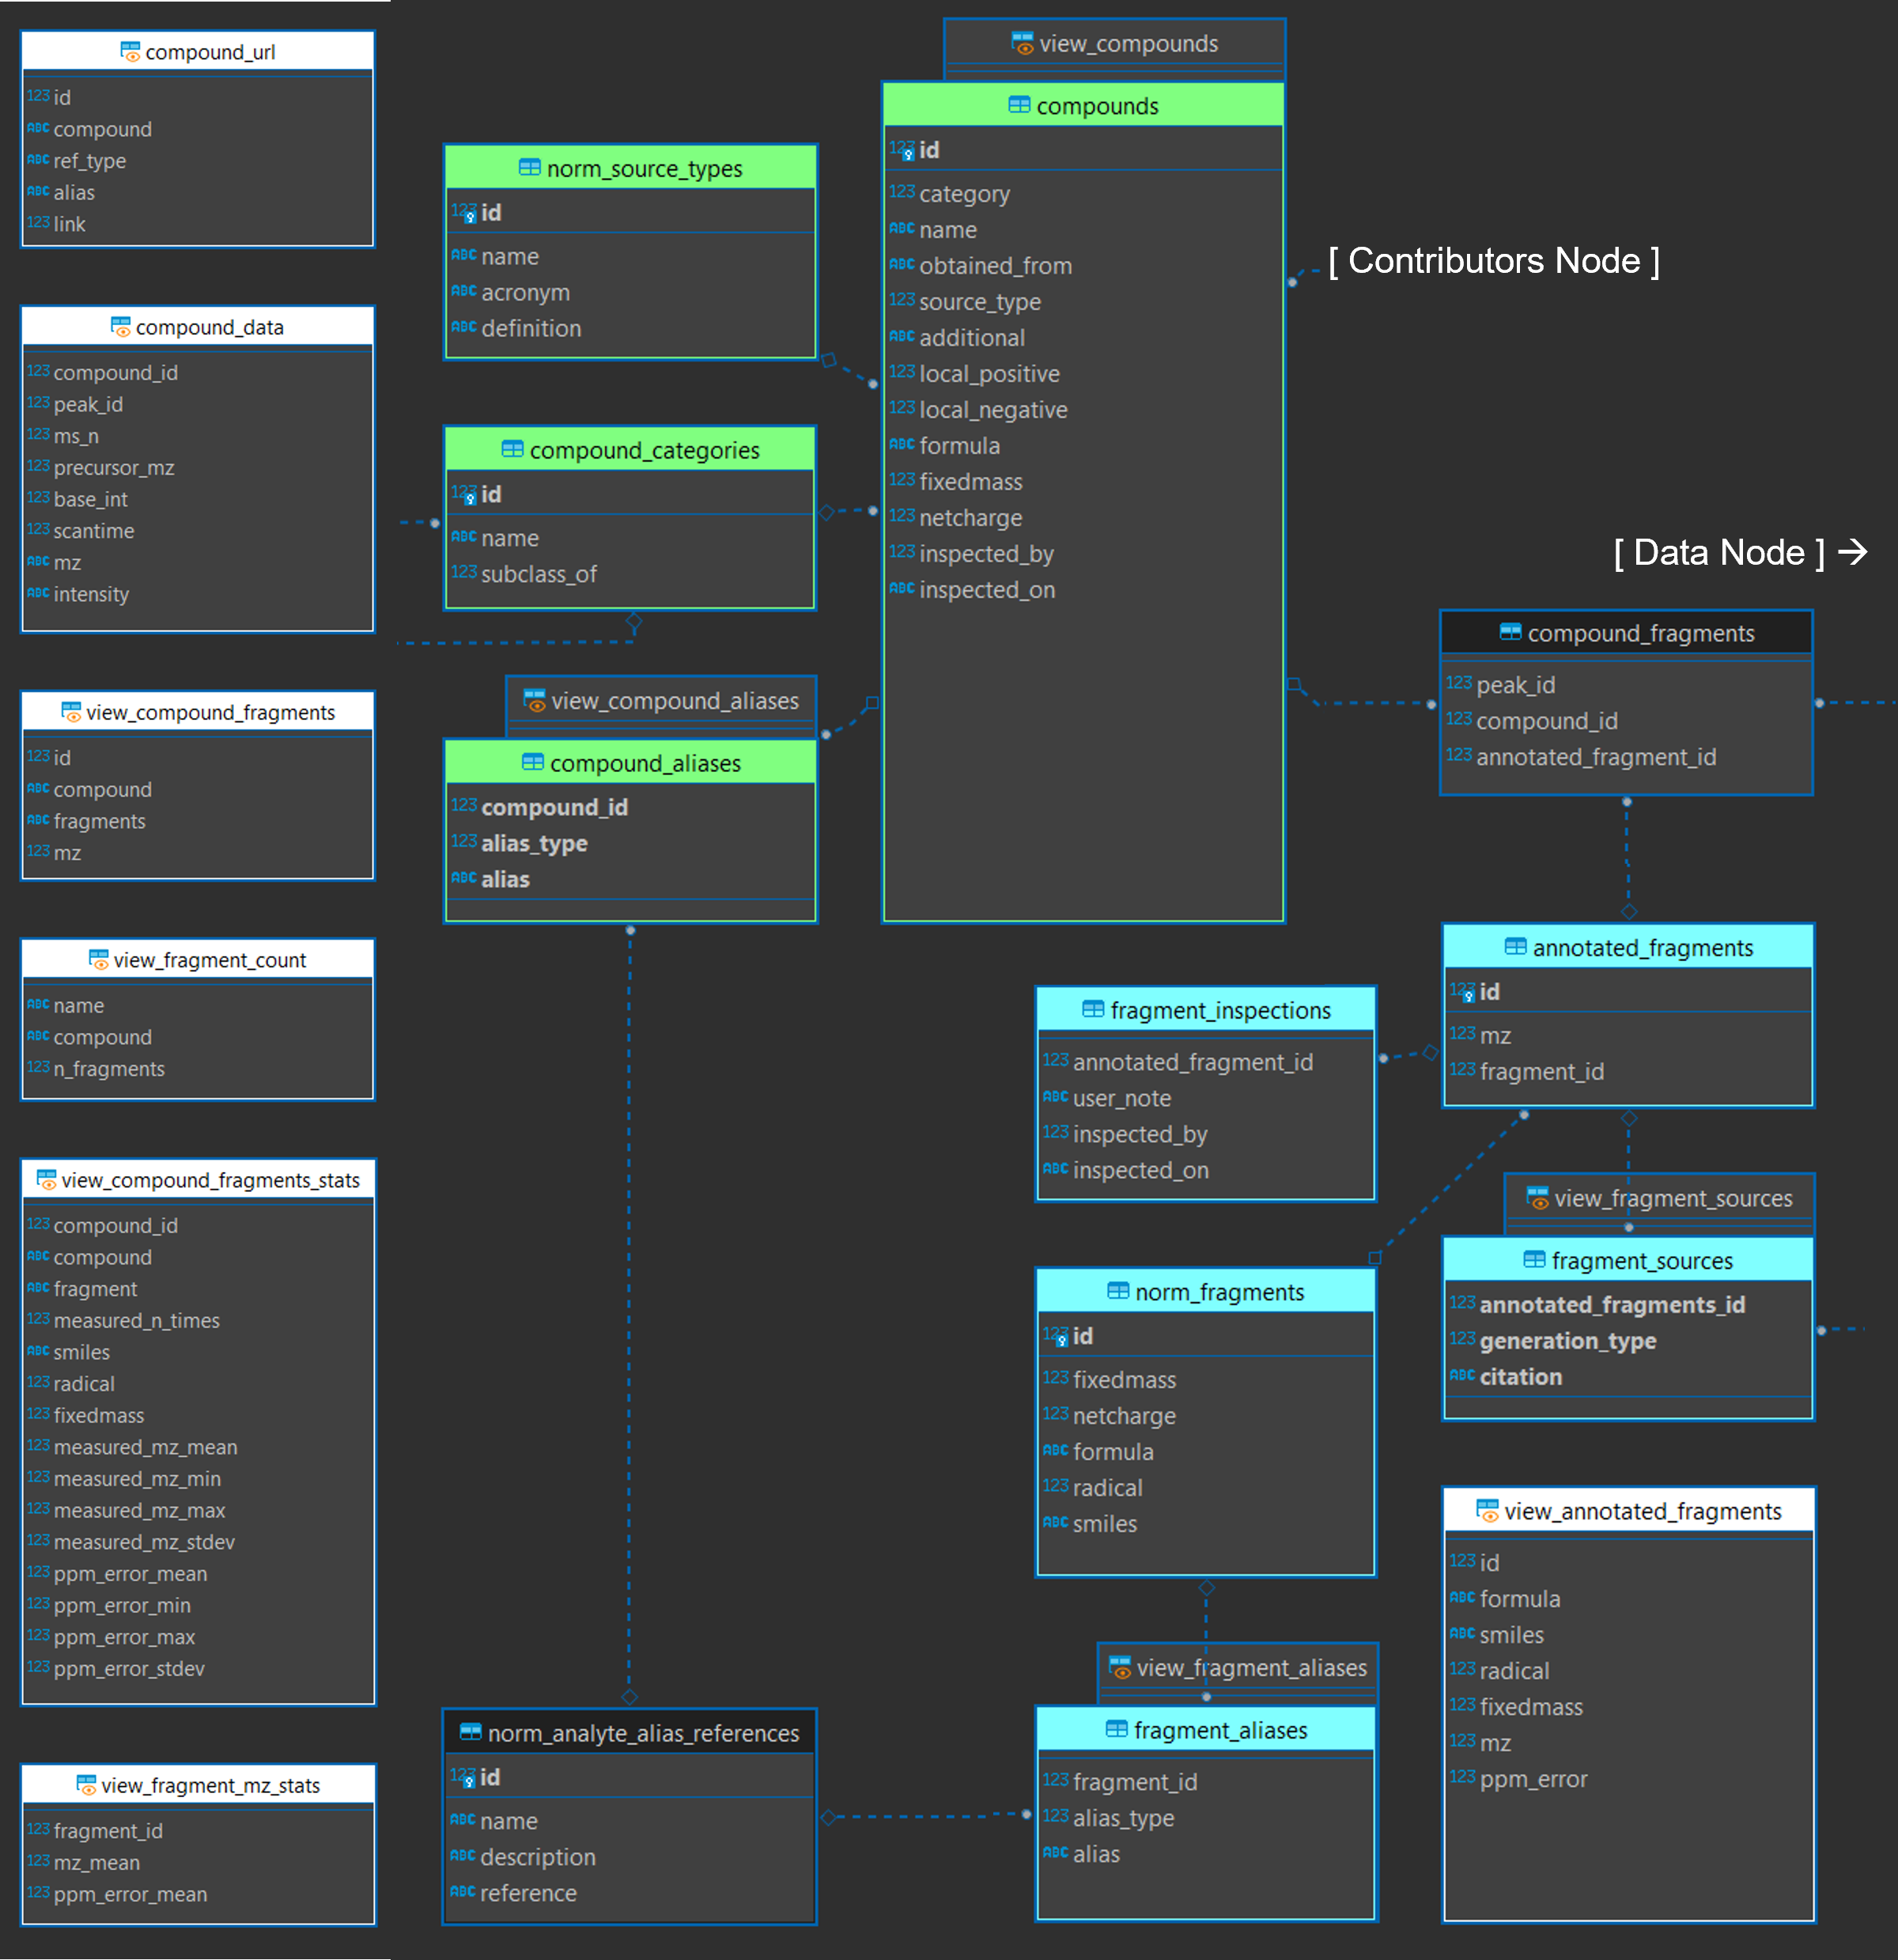 compound_url
123 id
ABC compound
ABC ref_type
ABC alias
123 link
compound_data
123 compound_id
123 peak_id
123 ms_n
123 precursor_mz
123 base_int
123 scantime
ABC mz
ABC intensity
view_compound_fragments
123 id
ABC compound
ABC fragments
123 mz
view_fragment_count
ABC name
ABC compound
123 n_fragments
view_compound_fragments_stats
123 compound_id
ABC compound
ABC fragment
123 measured_n_times
ABC smiles
123 radical
123 fixedmass
123 measured_mz_mean
123 measured_mz_min
123 measured_mz_max
123 measured_mz_stdev
123 ppm_error_mean
123 ppm_error_min
123 ppm_error_max
123 ppm_error_stdev
view_fragment_mz_stats
123 fragment_id
123 mz_mean
123 ppm_error_mean
norm_source_types
123 id
ABC name
ABC acronym
ABC definition
compound_categories
123 id
ABC name
123 subclass_of
view_compound_aliases
compound_aliases
123 compound_id
123 alias_type
ABC alias
norm_analyte_alias_references
123 id
ABC name
ABC description
ABC reference
view_compounds
compounds
123 id
123 category
ABC name
ABC obtained_from
123 source_type
ABC additional
123 local_positive
123 local_negative
ABC formula
123 fixedmass
123 netcharge
123 inspected_by
ABC inspected_on
[ Contributors Node ]
[ Data Node ] →
compound_fragments
123 peak_id
123 compound_id
123 annotated_fragment_id
annotated_fragments
123 id
123 mz
123 fragment_id
fragment_inspections
123 annotated_fragment_id
ABC user_note
123 inspected_by
ABC inspected_on
view_fragment_sources
fragment_sources
123 annotated_fragments_id
123 generation_type
ABC citation
norm_fragments
123 id
123 fixedmass
123 netcharge
ABC formula
123 radical
ABC smiles
view_fragment_aliases
fragment_aliases
123 fragment_id
123 alias_type
ABC alias
view_annotated_fragments
123 id
ABC formula
ABC smiles
123 radical
123 fixedmass
123 mz
123 ppm_error